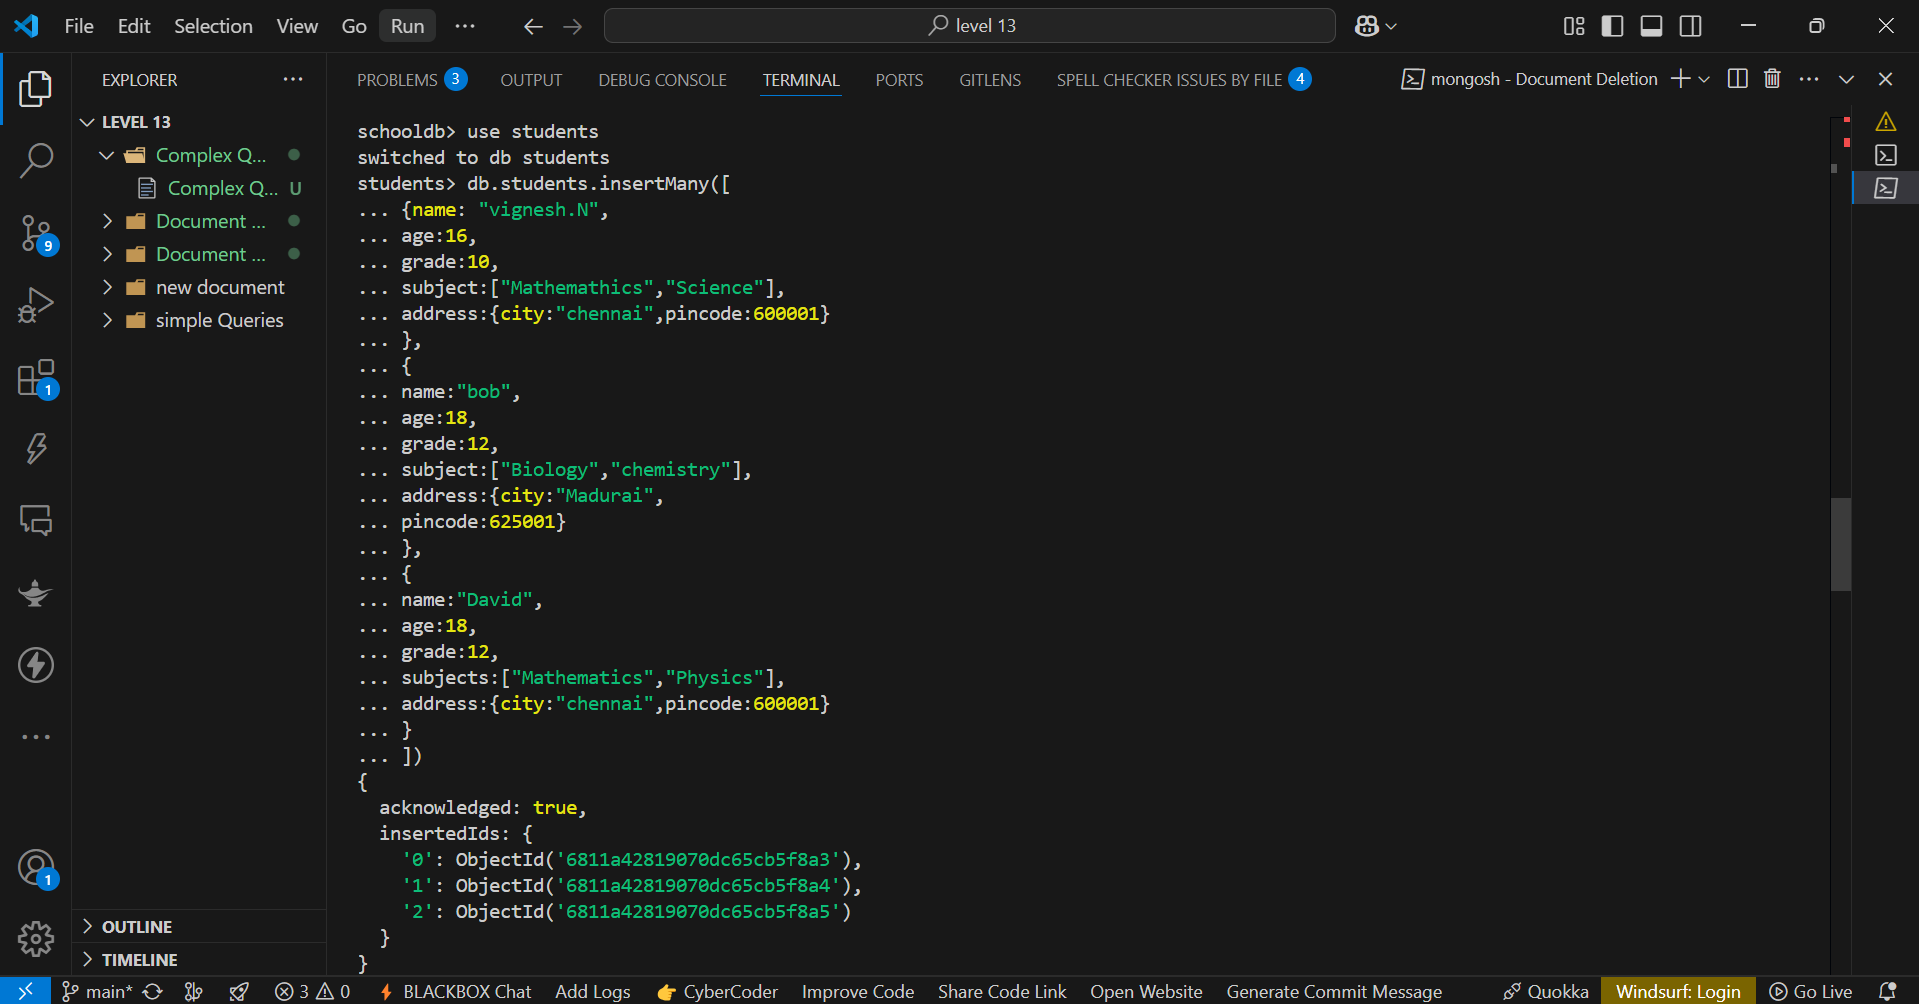 File Edit Selection View Go Run ...
level 13
EXPLORER ...
PROBLEMS 3 OUTPUT DEBUG CONSOLE TERMINAL PORTS GITLENS SPELL CHECKER ISSUES BY FILE 4
mongosh - Document Deletion
LEVEL 13
Complex Q...
Complex Q... U
Document ...
Document ...
new document
simple Queries
9
1
1
OUTLINE
TIMELINE
schooldb> use students
switched to db students
students> db.students.insertMany([
... {name: "vignesh.N",
... age:16,
... grade:10,
... subject:["Mathemathics","Science"],
... address:{city:"chennai",pincode:600001}
... },
... {
... name:"bob",
... age:18,
... grade:12,
... subject:["Biology","chemistry"],
... address:{city:"Madurai",
... pincode:625001}
... },
... {
... name:"David",
... age:18,
... grade:12,
... subjects:["Mathematics","Physics"],
... address:{city:"chennai",pincode:600001}
... }
... ])
{
acknowledged: true,
insertedIds: {
'0': ObjectId('6811a42819070dc65cb5f8a3'),
'1': ObjectId('6811a42819070dc65cb5f8a4'),
'2': ObjectId('6811a42819070dc65cb5f8a5')
}
}
main* 3 0 BLACKBOX Chat Add Logs CyberCoder Improve Code Share Code Link Open Website Generate Commit Message Quokka Windsurf: Login Go Live